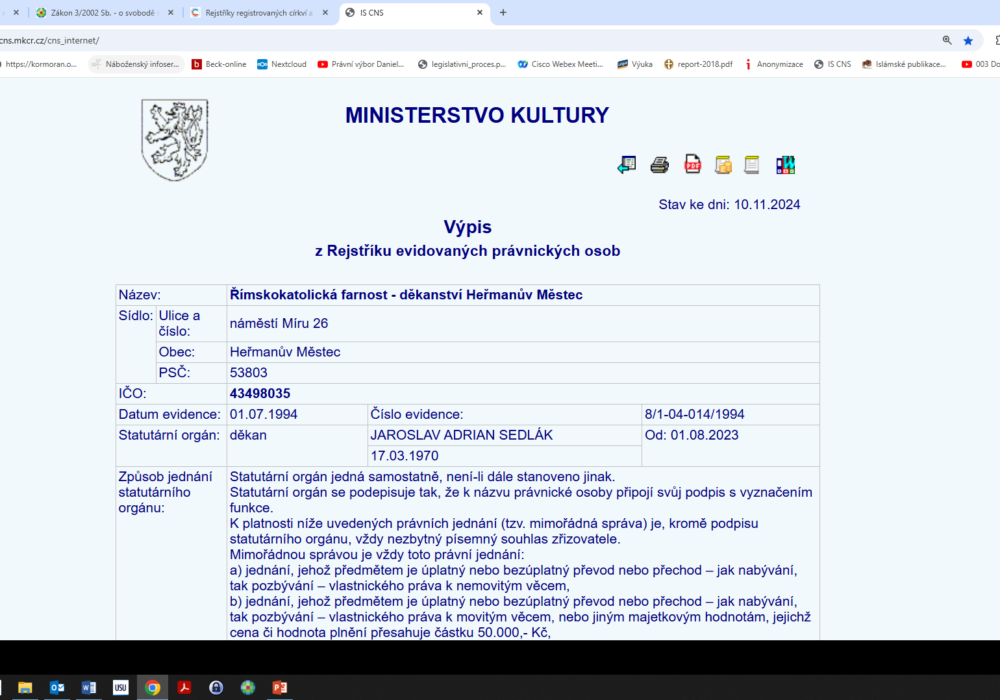 Zákon 3/2002 Sb. - o svobodě
Rejstříky registrovaných církví a
IS CNS
cns.mkcr.cz/cns_internet/
https://kormoran.o...
Náboženský infoser...
b
Beck-online
Nextcloud
Právní výbor Daniel...
legislativni_proces.p...
Cisco Webex Meeti...
Výuka
report-2018.pdf
Anonymizace
IS CNS
Islámské publikace...
003 Do
MINISTERSTVO KULTURY
PDF
Stav ke dni: 10.11.2024
Výpis
z Rejstříku evidovaných právnických osob
Název: Římskokatolická farnost - děkanství Heřmanův Městec
Sídlo: Ulice a číslo: náměstí Míru 26
Obec: Heřmanův Městec
PSČ: 53803
IČO: 43498035
Datum evidence: 01.07.1994 Číslo evidence: 8/1-04-014/1994
Statutární orgán: děkan JAROSLAV ADRIAN SEDLÁK Od: 01.08.2023
17.03.1970
Způsob jednání
statutárního
orgánu:
Statutární orgán jedná samostatně, není-li dále stanoveno jinak.
Statutární orgán se podepisuje tak, že k názvu právnické osoby připojí svůj podpis s vyznačením
funkce.
K platnosti níže uvedených právních jednání (tzv. mimořádná správa) je, kromě podpisu
statutárního orgánu, vždy nezbytný písemný souhlas zřizovatele.
Mimořádnou správou je vždy toto právní jednání:
a) jednání, jehož předmětem je úplatný nebo bezúplatný převod nebo přechod – jak nabývání,
tak pozbývání – vlastnického práva k nemovitým věcem,
b) jednání, jehož předmětem je úplatný nebo bezúplatný převod nebo přechod – jak nabývání,
tak pozbývání – vlastnického práva k movitým věcem, nebo jiným majetkovým hodnotám, jejichž
cena či hodnota plnění přesahuje částku 50.000,- Kč,
USU